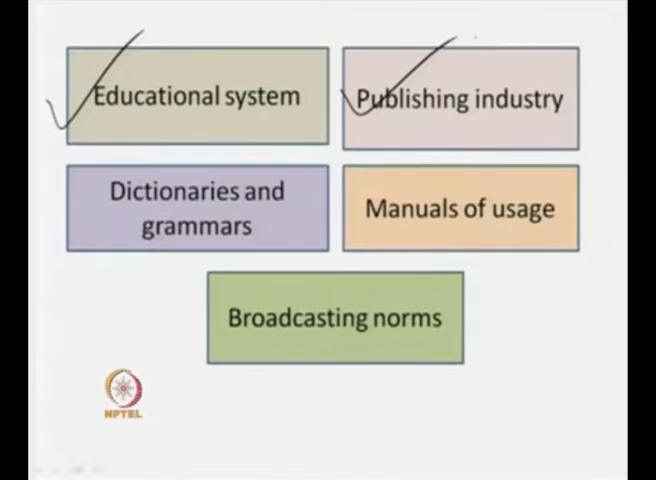 Educational system
Publishing industry
Dictionaries and
grammars
Manuals of usage
Broadcasting norms
NPTEL